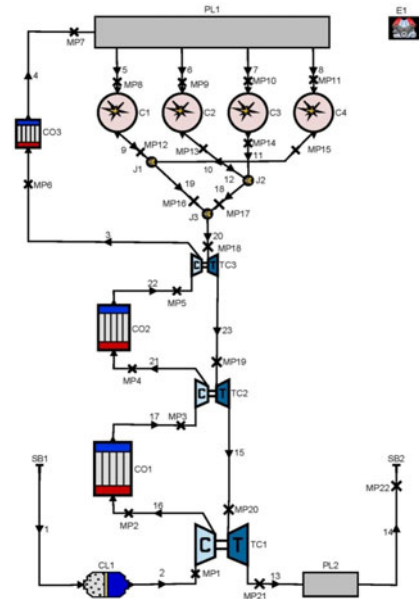 PL1
E1
MP7
4
5
6
7
8
MP8
MP9
MP10
MP11
CO3
C1
C2
C3
C4
9
MP12
MP13
MP14
MP15
10
11
J1
12
J2
MP6
19
18
MP16
MP17
J3
20
3
MP18
C
T
TC3
22
MP5
CO2
23
21
MP4
MP19
C
T
TC2
17
MP3
15
SB1
CO1
SB2
MP22
16
MP20
MP2
1
C
T
TC1
14
CL1
2
MP1
13
PL2
MP21